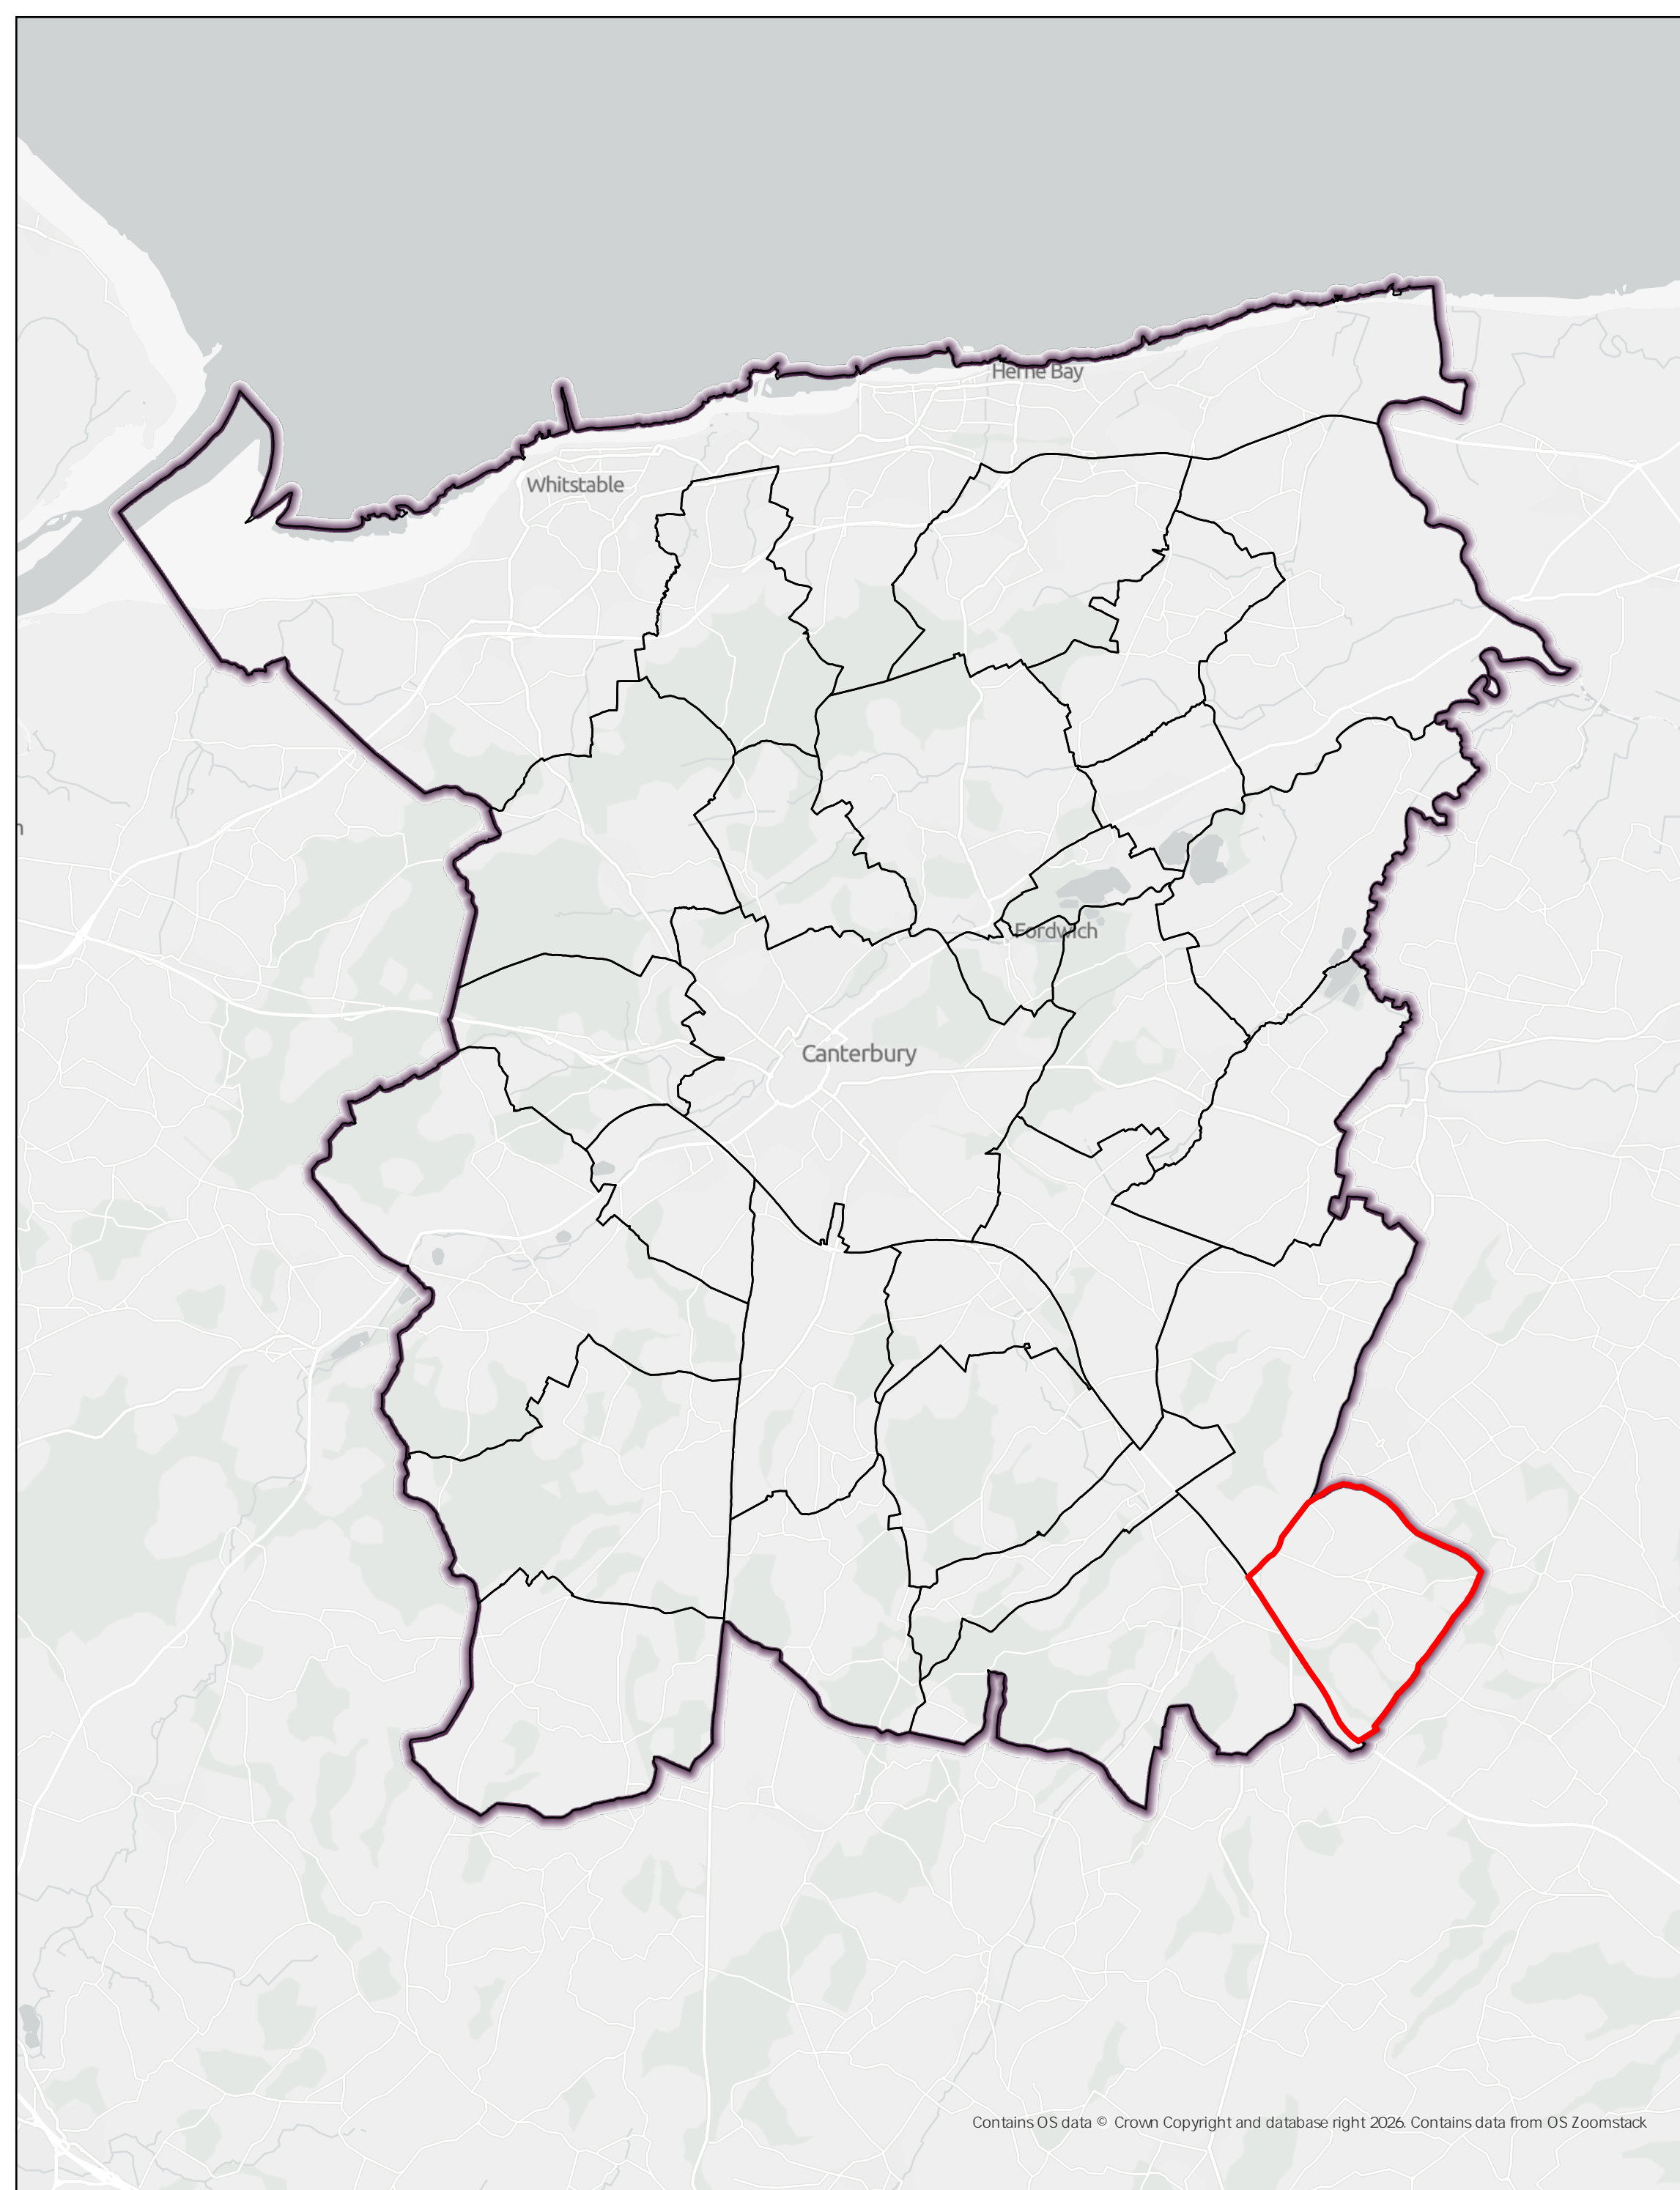 Herne Bay
Whitstable
Fordwich
Canterbury
Contains OS data © Crown Copyright and database right 2026. Contains data from OS Zoomstack